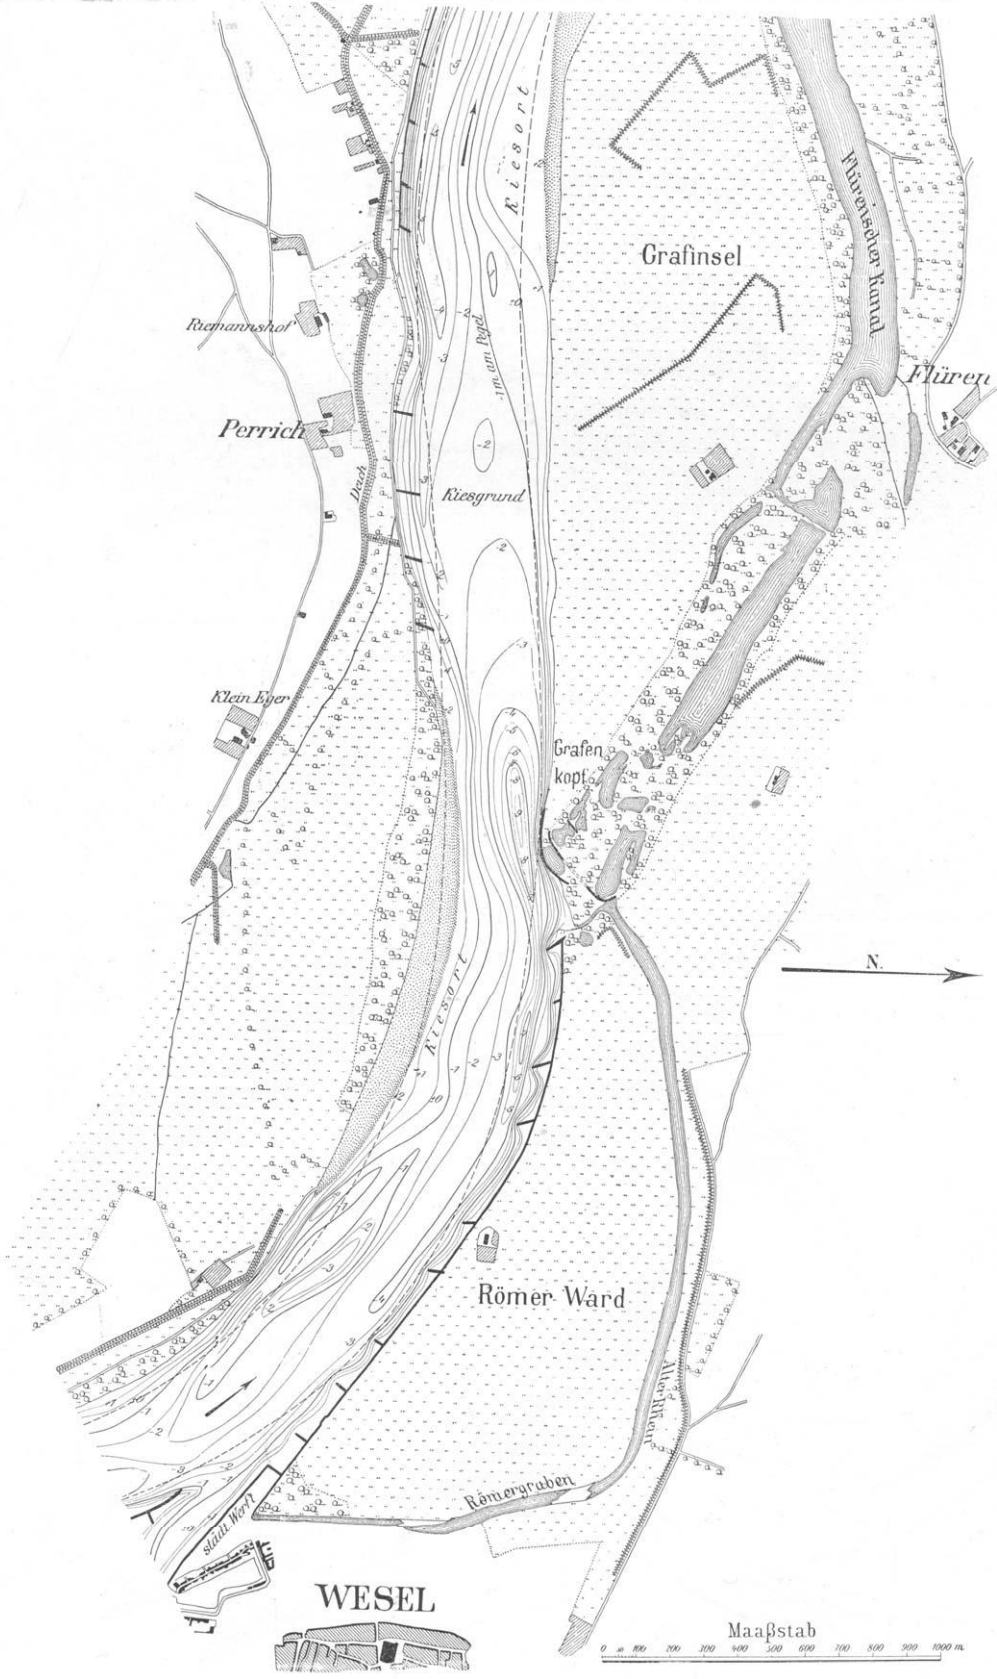 Kiesort
Flürenscher Kanal
Grafinsel
Riemannshof
1m am Pegel
Flüren
Perrich
Deich
Kiesgrund
Klein Eger
Grafen
kopf
N.
Kiesort
Römer Ward
Alter Rhein
Römergraben
städt. Werft
WESEL
Maaßstab
0 50 100 200 300 400 500 600 700 800 900 1000 m.